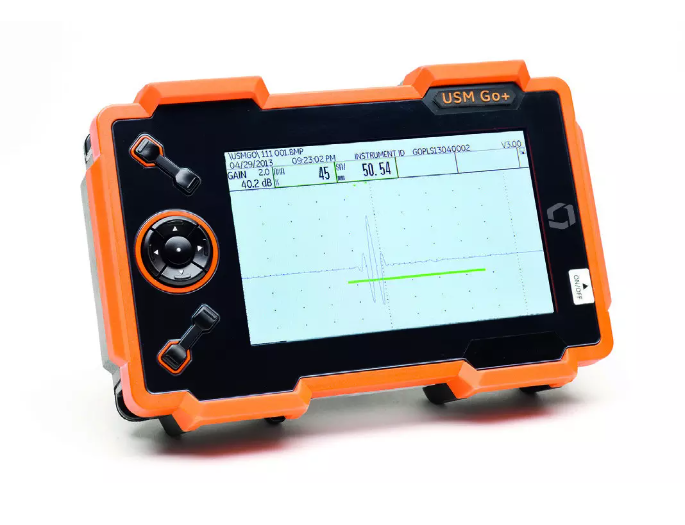 USM Go+
\USMGO\ 111 001.BMP
04/29/2013 09:23:02 PM INSTRUMENT ID GOPLS13040002 V3.00
GAIN 2.0 45 50.54
40.2 dB
ON/OFF